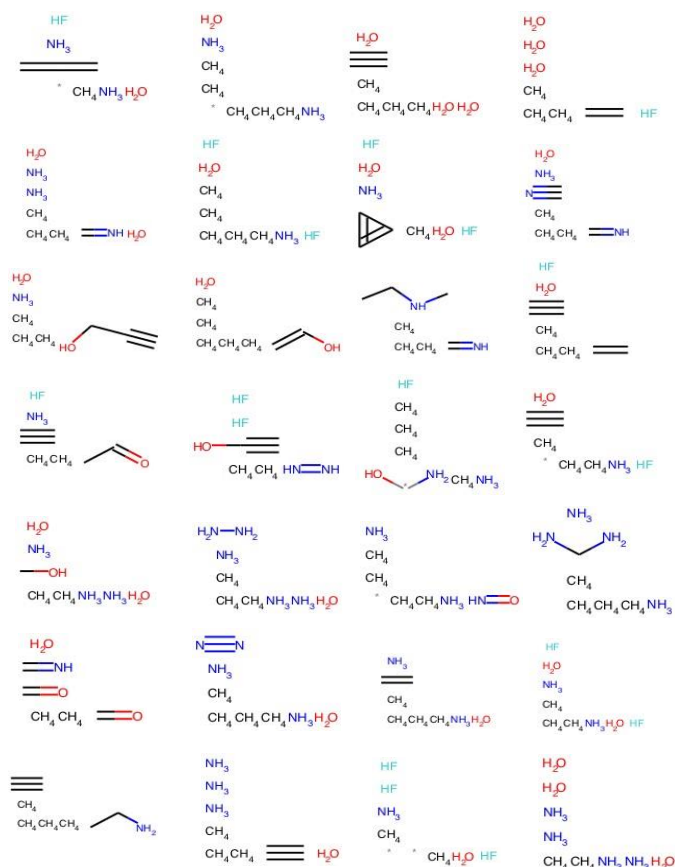 HF
NH3
* CH4 NH3 H2O
H2O
NH3
CH4
CH4
* CH4 CH4 CH4 NH3
H2O
CH4
CH4 CH4 CH4 H2O H2O
H2O
H2O
H2O
CH4
CH4 CH4 HF
H2O
NH3
NH3
CH4
CH4 CH4 NH H2O
HF
H2O
CH4
CH4
CH4 CH4 CH4 NH3 HF
HF
H2O
NH3
CH4 H2O HF
H2O
NH3
N
CH4
CH4 CH4 NH
H2O
NH3
CH4
CH4 CH4 HO
H2O
CH4
CH4
CH4 CH4 CH4 OH
NH
CH4
CH4 CH4 NH
HF
H2O
CH4
CH4 CH4
HF
NH3
CH4 CH4 O
HF
HF
HO
CH4 CH4 HN NH
HF
CH4
CH4
CH4
HO * NH2 CH4 NH3
H2O
CH4
* CH4 CH4 NH3 HF
H2O
NH3
OH
CH4 CH4 NH3 NH3 H2O
H2N NH2
NH3
CH4
CH4 CH4 NH3 NH3 H2O
NH3
CH4
CH4
* CH4 CH4 NH3 HN O
NH3
H2N NH2
CH4
CH4 CH4 CH4 NH3
H2O
NH
O
CH4 CH4 O
N N
NH3
CH4
CH4 CH4 CH4 NH3 H2O
NH3
CH4
CH4 CH4 CH4 NH3 H2O
HF
H2O
NH3
CH4
CH4 CH4 NH3 H2O HF
CH4
CH4 CH4 CH4 NH2
NH3
NH3
NH3
CH4
CH4 CH4 H2O
HF
HF
NH3
CH4
* * CH4 H2O HF
H2O
H2O
NH3
NH3
CH4 CH4 NH3 NH3 H2O